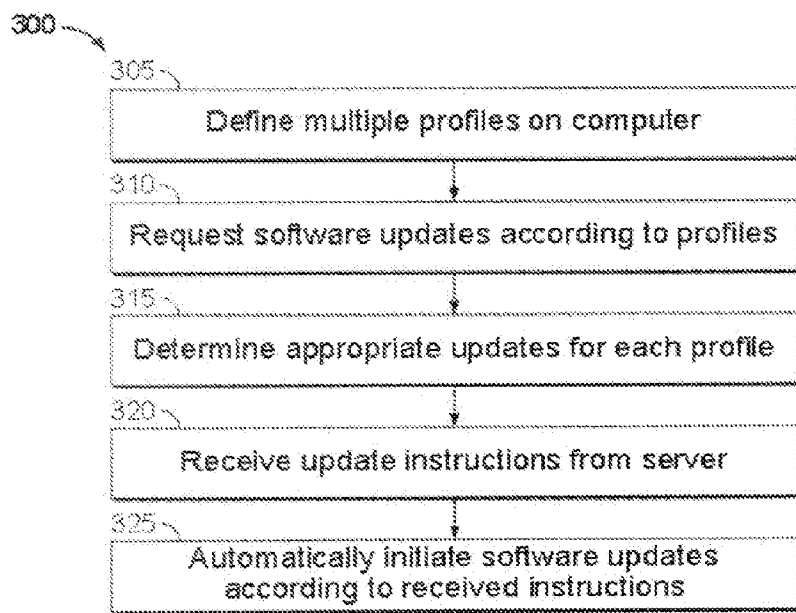 300
305
Define multiple profiles on computer
310
Request software updates according to profiles
315
Determine appropriate updates for each profile
320
Receive update instructions from server
325
Automatically initiate software updates
according to received instructions